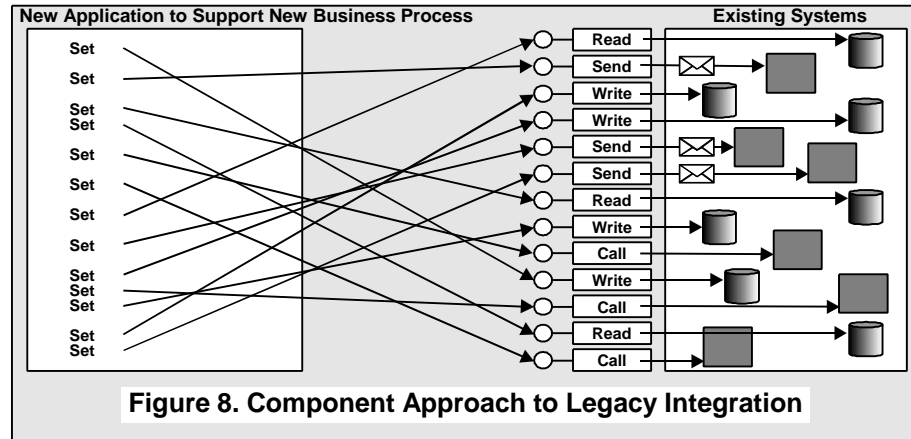 New Application to Support New Business Process
Existing Systems
Set
Set
Set
Set
Set
Set
Set
Set
Set
Set
Set
Set
Set
Read
Send
Write
Write
Send
Send
Read
Write
Call
Write
Call
Read
Call
Figure 8. Component Approach to Legacy Integration